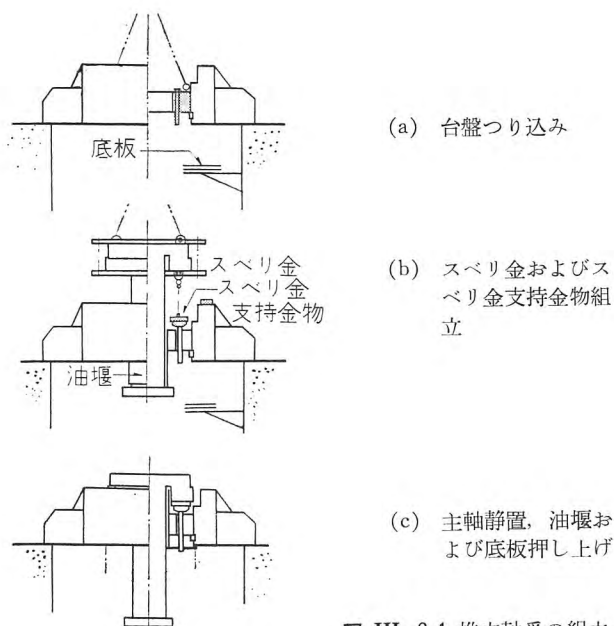 (a) 台盤つり込み
底板
スベリ金
スベリ金
支持金物
油堰
(b) スベリ金およびス
ベリ金支持金物組
立
(c) 主軸静置,油堰お
よび底板押し上げ